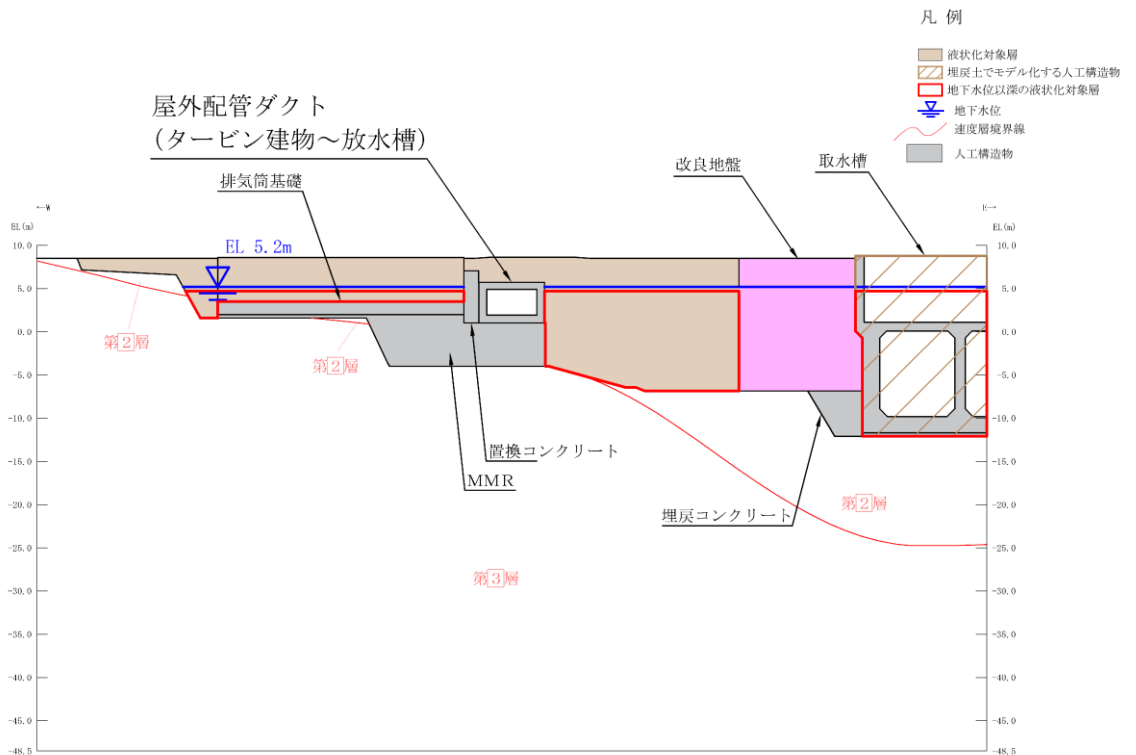 凡 例
液状化対象層
埋戻土でモデル化する人工構造物
地下水位以深の液状化対象層
地下水位
速度層境界線
人工構造物
屋外配管ダクト
(タービン建物～放水槽)
排気筒基礎
改良地盤
取水槽
←W
E→
EL(m)
EL(m)
EL 5.2m
10.0
5.0
0.0
-5.0
-10.0
-15.0
-20.0
-25.0
-30.0
-35.0
-40.0
-45.0
-48.5
第2層
第2層
置換コンクリート
MMR
埋戻コンクリート
第2層
第3層
10.0
5.0
0.0
-5.0
-10.0
-15.0
-20.0
-25.0
-30.0
-35.0
-40.0
-45.0
-48.5